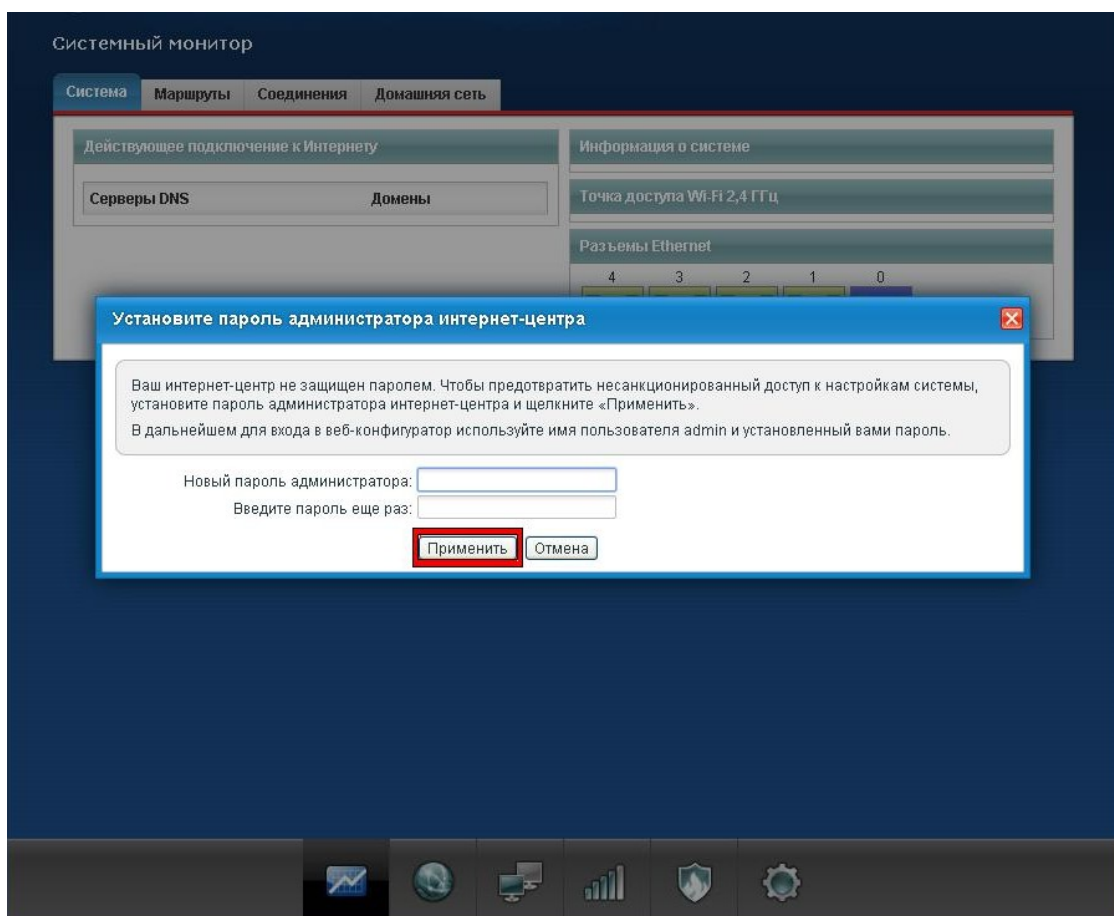 Системный монитор
Система Маршруты Соединения Домашняя сеть
Действующее подключение к Интернету
Серверы DNS Домены
Информация о системе
Точка доступа Wi-Fi 2,4 ГГц
Разъемы Ethernet
4 3 2 1 0
Установите пароль администратора интернет-центра
Ваш интернет-центр не защищен паролем. Чтобы предотвратить несанкционированный доступ к настройкам системы,
установите пароль администратора интернет-центра и щелкните «Применить».
В дальнейшем для входа в веб-конфигуратор используйте имя пользователя admin и установленный вами пароль.
Новый пароль администратора:
Введите пароль еще раз:
Применить Отмена